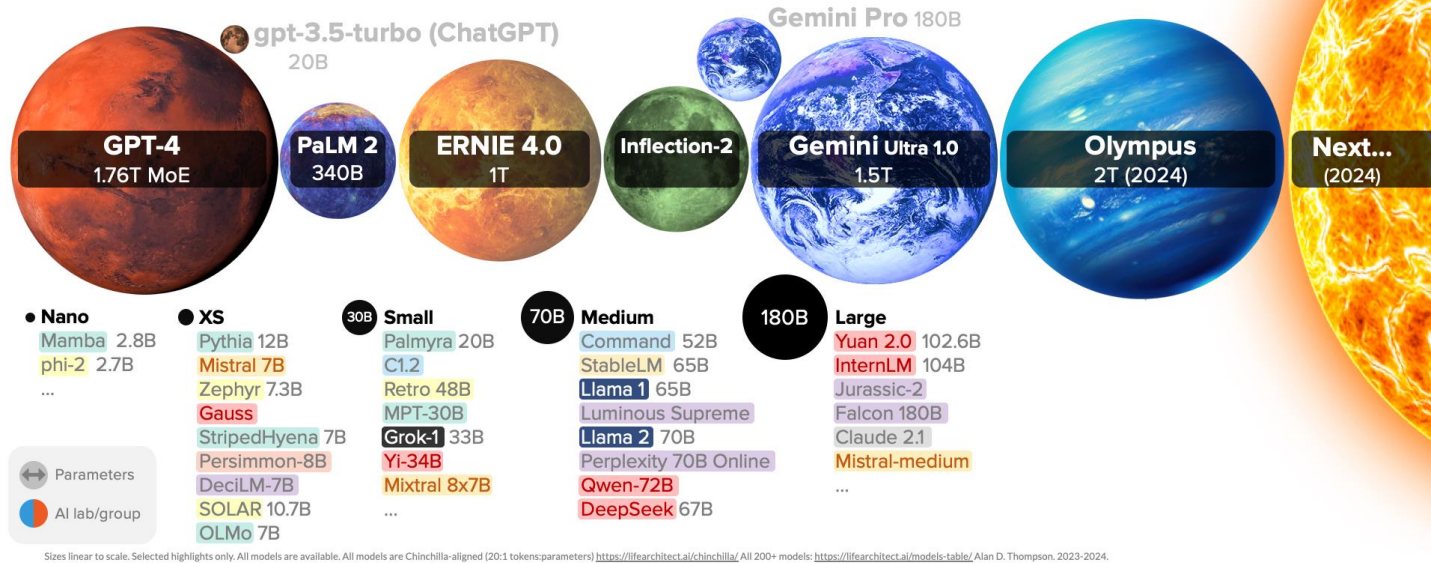 gpt-3.5-turbo (ChatGPT)
20B
Gemini Pro 180B
GPT-4
1.76T MoE
PaLM 2
340B
ERNIE 4.0
1T
Inflection-2
Gemini Ultra 1.0
1.5T
Olympus
2T (2024)
Next...
(2024)
Nano
Mamba 2.8B
phi-2 2.7B
...
XS
Pythia 12B
Mistral 7B
Zephyr 7.3B
Gauss
StripedHyena 7B
Persimmon-8B
DeciLM-7B
SOLAR 10.7B
OLMo 7B
30B Small
Palmyra 20B
C1.2
Retro 48B
MPT-30B
Grok-1 33B
Yi-34B
Mixtral 8x7B
...
70B Medium
Command 52B
StableLM 65B
Llama 1 65B
Luminous Supreme
Llama 2 70B
Perplexity 70B Online
Qwen-72B
DeepSeek 67B
180B Large
Yuan 2.0 102.6B
InternLM 104B
Jurassic-2
Falcon 180B
Claude 2.1
Mistral-medium
...
Parameters
AI lab/group
Sizes linear to scale. Selected highlights only. All models are available. All models are Chinchilla-aligned (20:1 tokens:parameters) https://lifearchitect.ai/chinchilla/ All 200+ models: https://lifearchitect.ai/models-table/ Alan D. Thompson. 2023-2024.